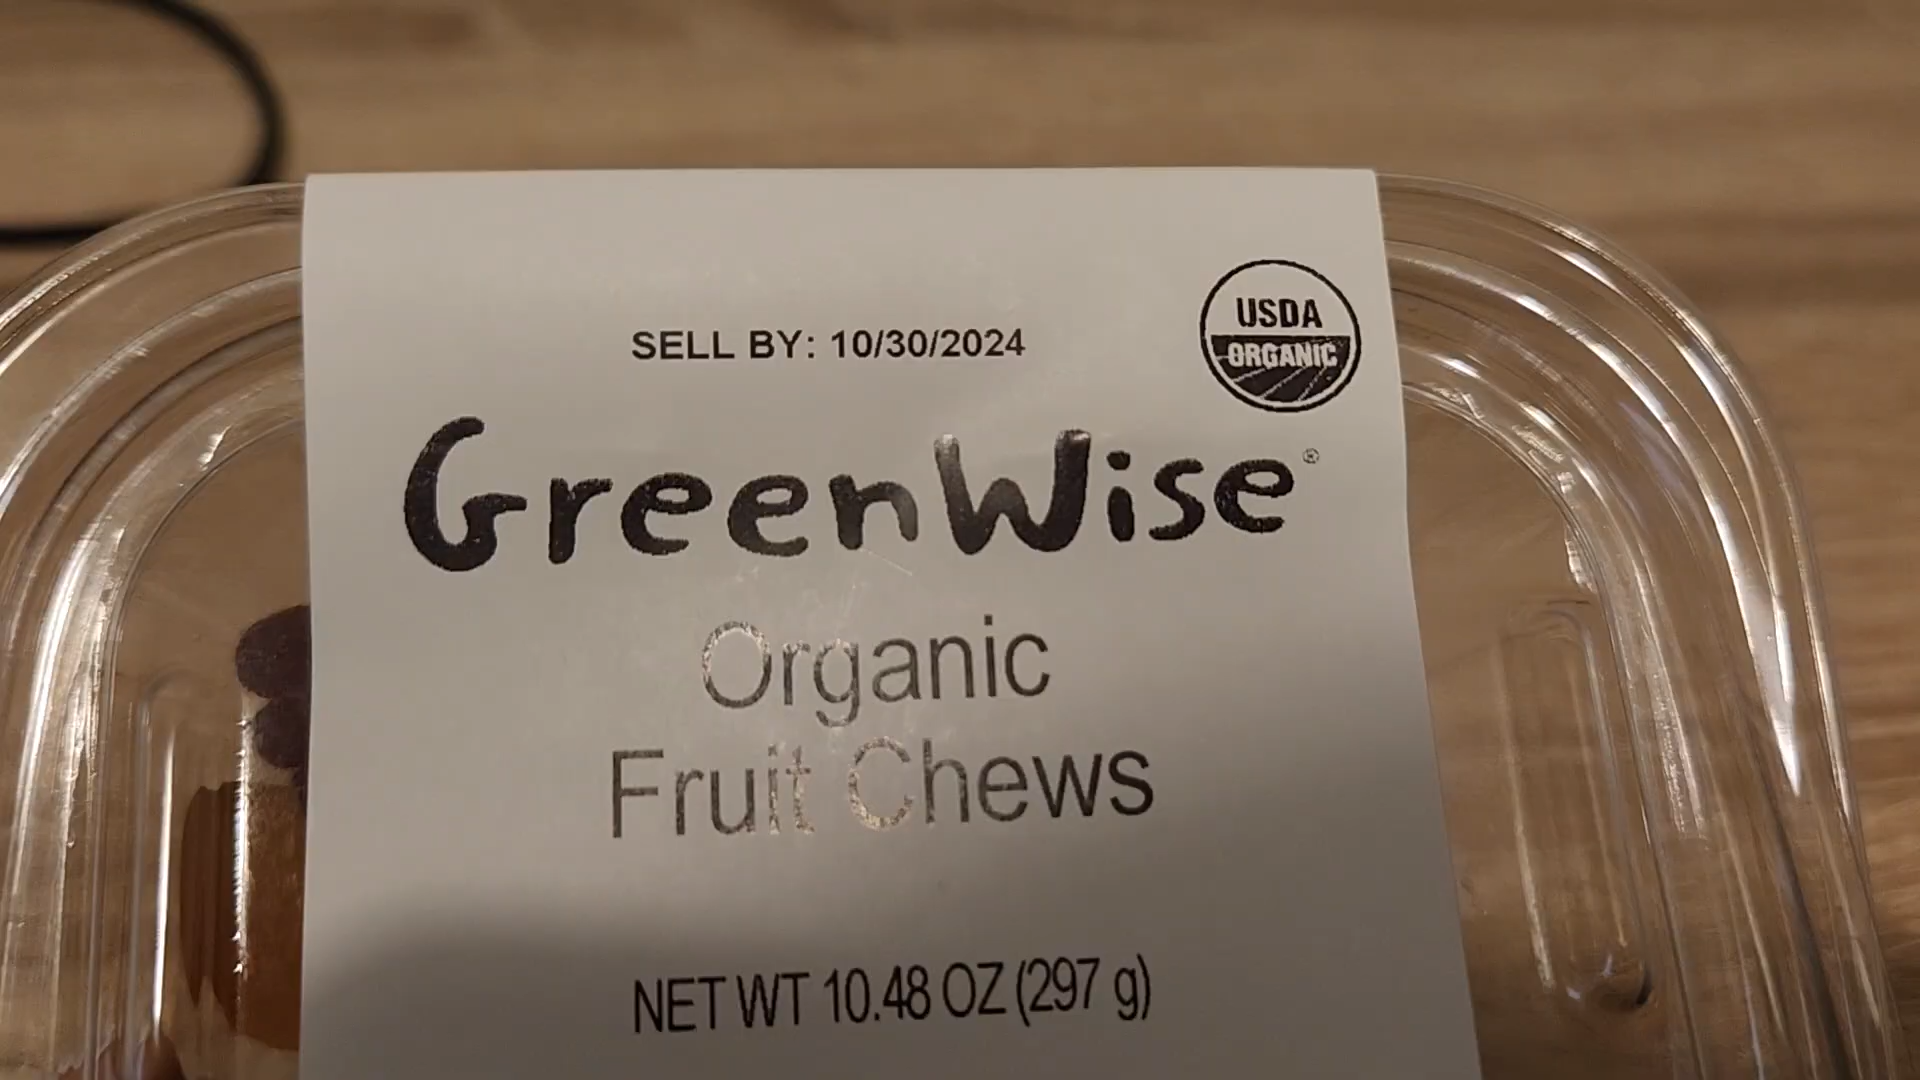 SELL BY: 10/30/2024
USDA
ORGANIC
GreenWise®
Organic
Fruit Chews
NET WT 10.48 OZ (297 g)